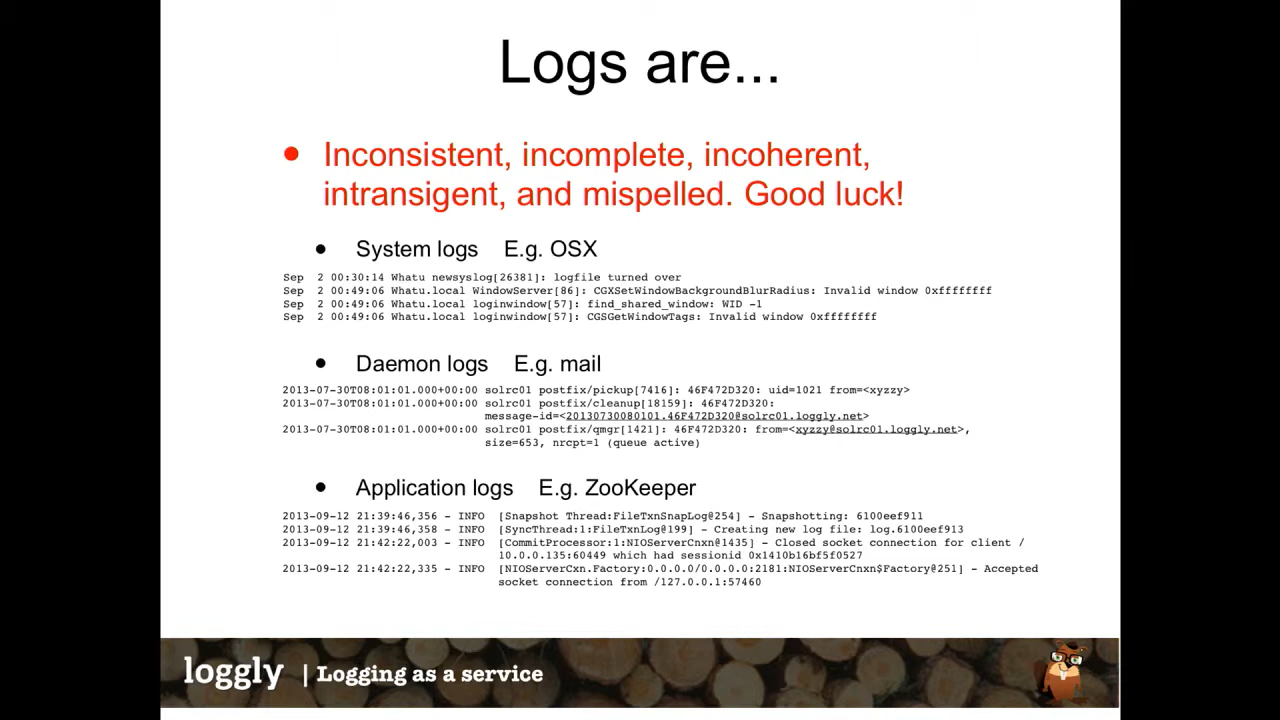 Logs are...
• Inconsistent, incomplete, incoherent,
intransigent, and mispelled. Good luck!
• System logs E.g. OSX
Sep  2 00:30:14 Whatu newsyslog[26381]: logfile turned over
Sep  2 00:49:06 Whatu.local WindowServer[86]: CGXSetWindowBackgroundBlurRadius: Invalid window 0xffffffff
Sep  2 00:49:06 Whatu.local loginwindow[57]: find_shared_window: WID -1
Sep  2 00:49:06 Whatu.local loginwindow[57]: CGSGetWindowTags: Invalid window 0xffffffff
• Daemon logs E.g. mail
2013-07-30T08:01:01.000+00:00 solrc01 postfix/pickup[7416]: 46F472D320: uid=1021 from=<xyzzy>
2013-07-30T08:01:01.000+00:00 solrc01 postfix/cleanup[18159]: 46F472D320:
message-id=<20130730080101.46F472D320@solrc01.loggly.net>
2013-07-30T08:01:01.000+00:00 solrc01 postfix/qmgr[1421]: 46F472D320: from=<xyzzy@solrc01.loggly.net>,
size=653, nrcpt=1 (queue active)
• Application logs E.g. ZooKeeper
2013-09-12 21:39:46,356 - INFO  [Snapshot Thread:FileTxnSnapLog@254] - Snapshotting: 6100eef911
2013-09-12 21:39:46,358 - INFO  [SyncThread:1:FileTxnLog@199] - Creating new log file: log.6100eef913
2013-09-12 21:42:22,003 - INFO  [CommitProcessor:1:NIOServerCnxn@1435] - Closed socket connection for client /
10.0.0.135:60449 which had sessionid 0x1410b16bf5f0527
2013-09-12 21:42:22,335 - INFO  [NIOServerCxn.Factory:0.0.0.0/0.0.0.0:2181:NIOServerCnxn$Factory@251] - Accepted
socket connection from /127.0.0.1:57460
loggly | Logging as a service